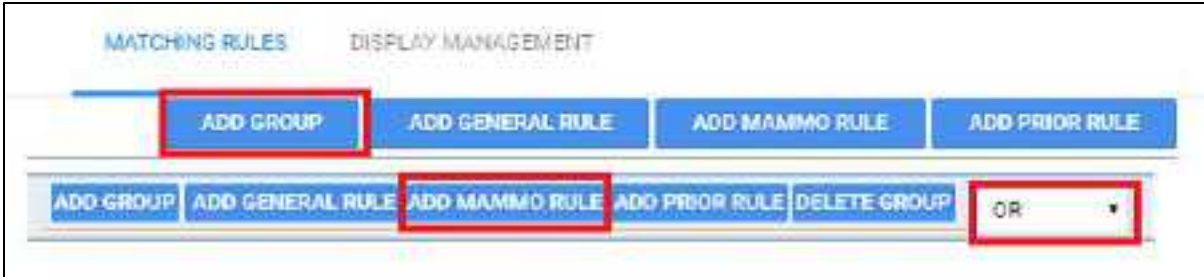 MATCHING RULES DISPLAY MANAGEMENT
ADD GROUP ADD GENERAL RULE ADD MAMMO RULE ADD PRIOR RULE
ADD GROUP ADD GENERAL RULE ADD MAMMO RULE ADD PRIOR RULE DELETE GROUP OR